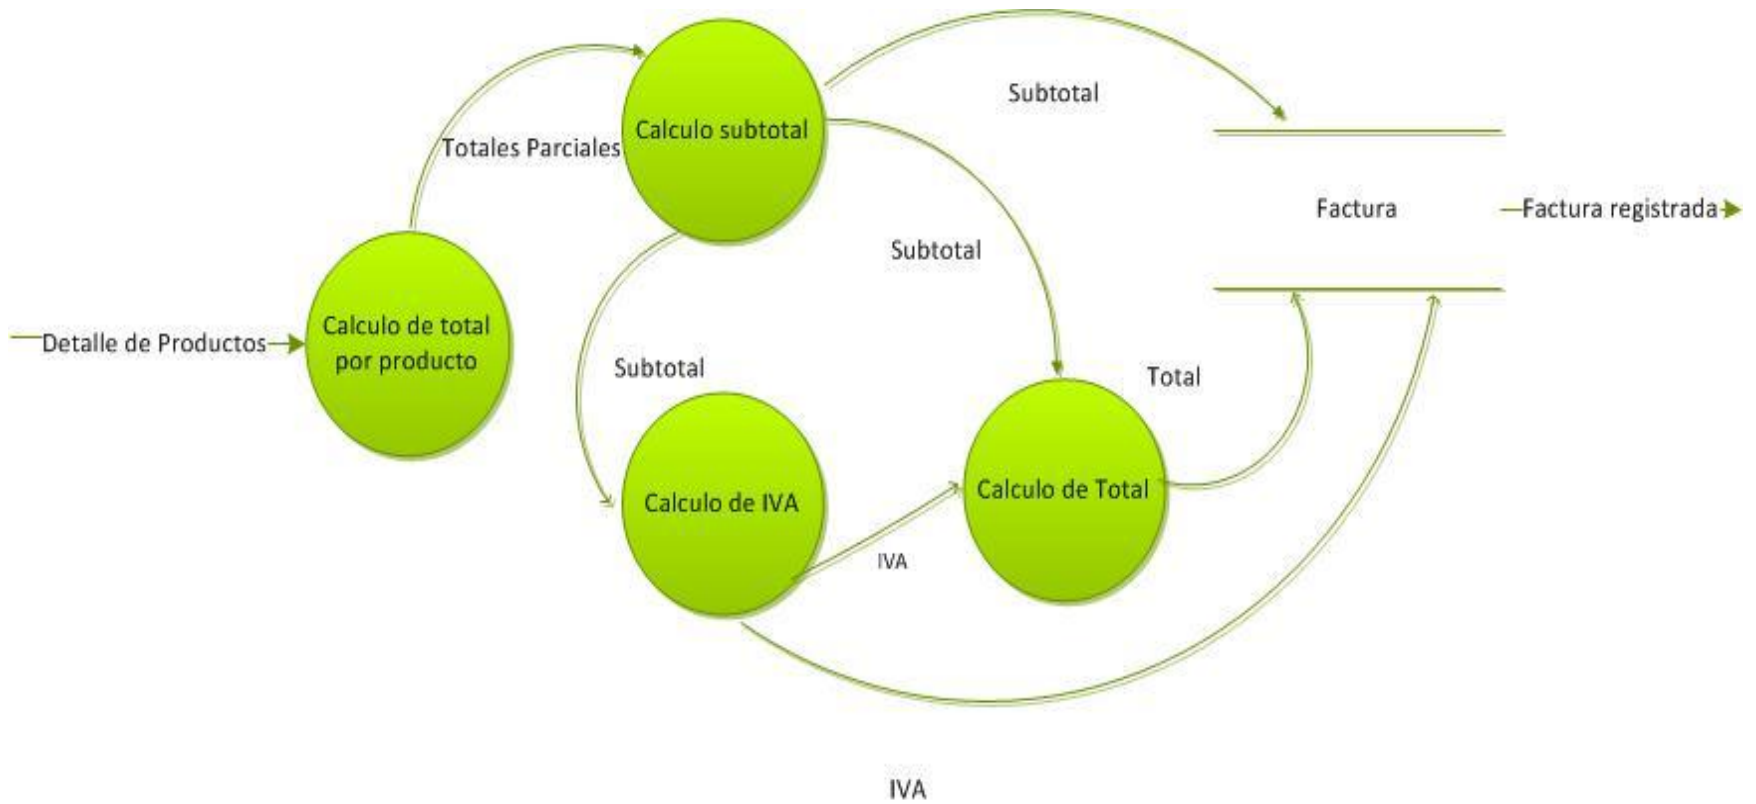 Subtotal
Calculo subtotal
Totales Parciales
Factura
Factura registrada
Subtotal
Detalle de Productos
Calculo de total
por producto
Subtotal
Total
Calculo de IVA
Calculo de Total
IVA
IVA